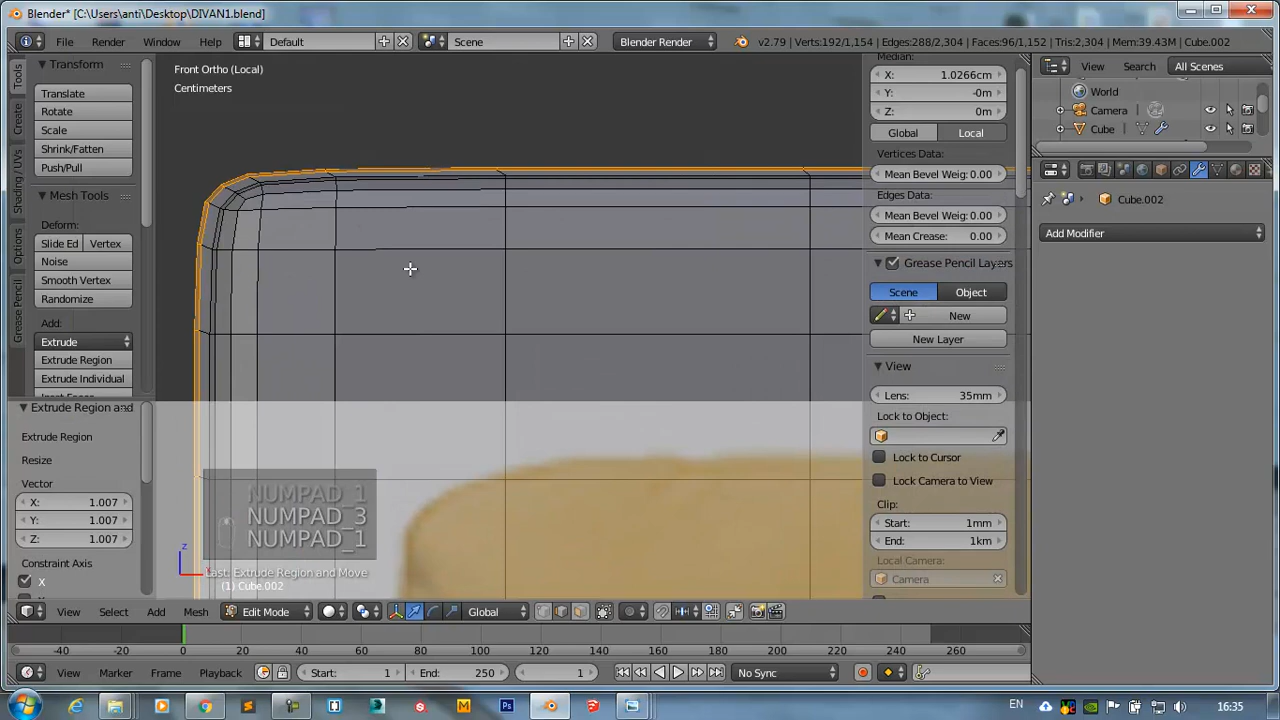 Blender* [C:\Users\anti\Desktop\DIVAN1.blend]
File Render Window Help Default Scene Blender Render v2.79 | Verts:192/1,154 | Edges:288/2,304 | Faces:96/1,152 | Tris:2,304 | Mem:39.43M | Cube.002
Transform
Translate
Rotate
Scale
Shrink/Fatten
Push/Pull
Mesh Tools
Deform:
Slide Ed Vertex
Noise
Smooth Vertex
Randomize
Add:
Extrude
Extrude Region
Extrude Individual
Tools
Create
Shading / UVs
Options
Grease Pencil
Extrude Region and
Extrude Region
Resize
Vector
X: 1.007
Y: 1.007
Z: 1.007
Constraint Axis
X
Front Ortho (Local)
Centimeters
NUMPAD_1
NUMPAD_3
NUMPAD_1
Last: Extrude Region and Move
(1) Cube.002
z
Median:
X: 1.0266cm
Y: -0m
Z: 0m
Global Local
Vertices Data:
Mean Bevel Weig: 0.00
Edges Data:
Mean Bevel Weig: 0.00
Mean Crease: 0.00
Grease Pencil Layers
Scene Object
New
New Layer
View
Lens: 35mm
Lock to Object:
Lock to Cursor
Lock Camera to View
Clip:
Start: 1mm
End: 1km
Local Camera:
Camera
View Search All Scenes
World
Camera
Cube
Cube.002
Add Modifier
View Select Add Mesh Edit Mode Global
-40 -20 0 20 40 60 80 100 120 140 160 180 200 220 240 260
View Marker Frame Playback Start: 1 End: 250 1 No Sync
EN 16:35